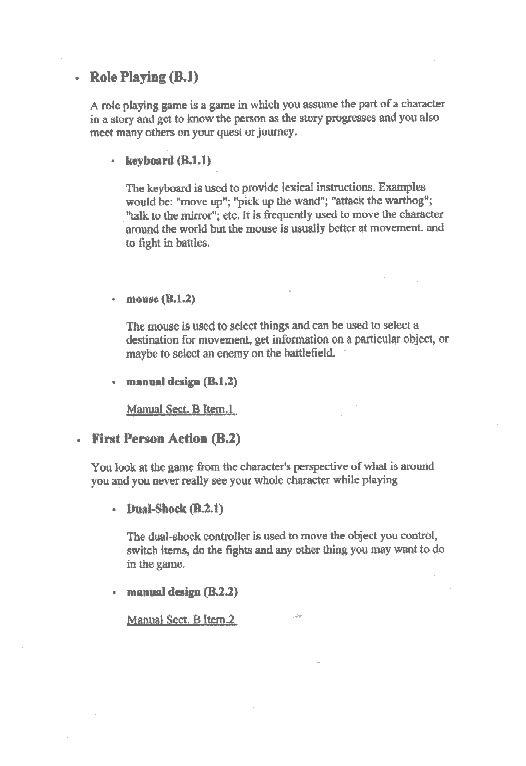 • Role Playing (B.1)
A role playing game is a game in which you assume the part of a character
in a story and get to know the person as the story progresses and you also
meet many others on your quest or journey.
• keyboard (B.1.1)
The keyboard is used to provide lexical instructions. Examples
would be: "move up"; "pick up the wand"; "attack the warthog";
"talk to the mirror"; etc. It is frequently used to move the character
around the world but the mouse is usually better at movement. and
to fight in battles.
• mouse (B.1.2)
The mouse is used to select things and can be used to select a
destination for movement, get information on a particular object, or
maybe to select an enemy on the battlefield.
• manual design (B.1.2)
Manual Sect. B Item.1
• First Person Action (B.2)
You look at the game from the character's perspective of what is around
you and you never really see your whole character while playing
• Dual-Shock (B.2.1)
The dual-shock controller is used to move the object you control,
switch items, do the fights and any other thing you may want to do
in the game.
• manual design (B.2.2)
Manual Sect. B Item.2